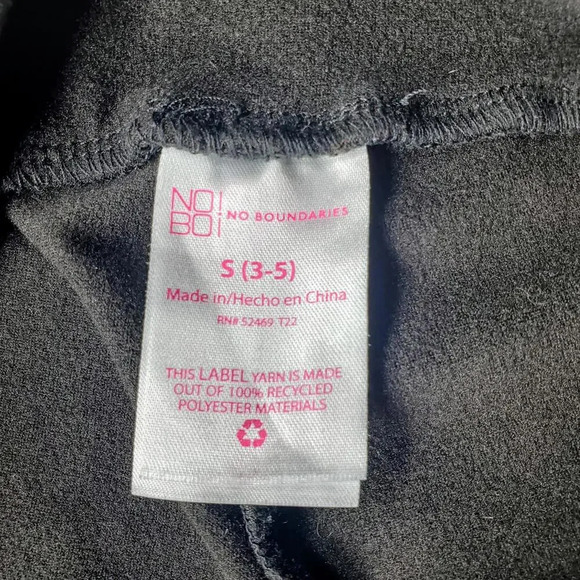 NO
BO
NO BOUNDARIES
S (3-5)
Made in/Hecho en China
RN# 52469 T22
THIS LABEL YARN IS MADE
OUT OF 100% RECYCLED
POLYESTER MATERIALS